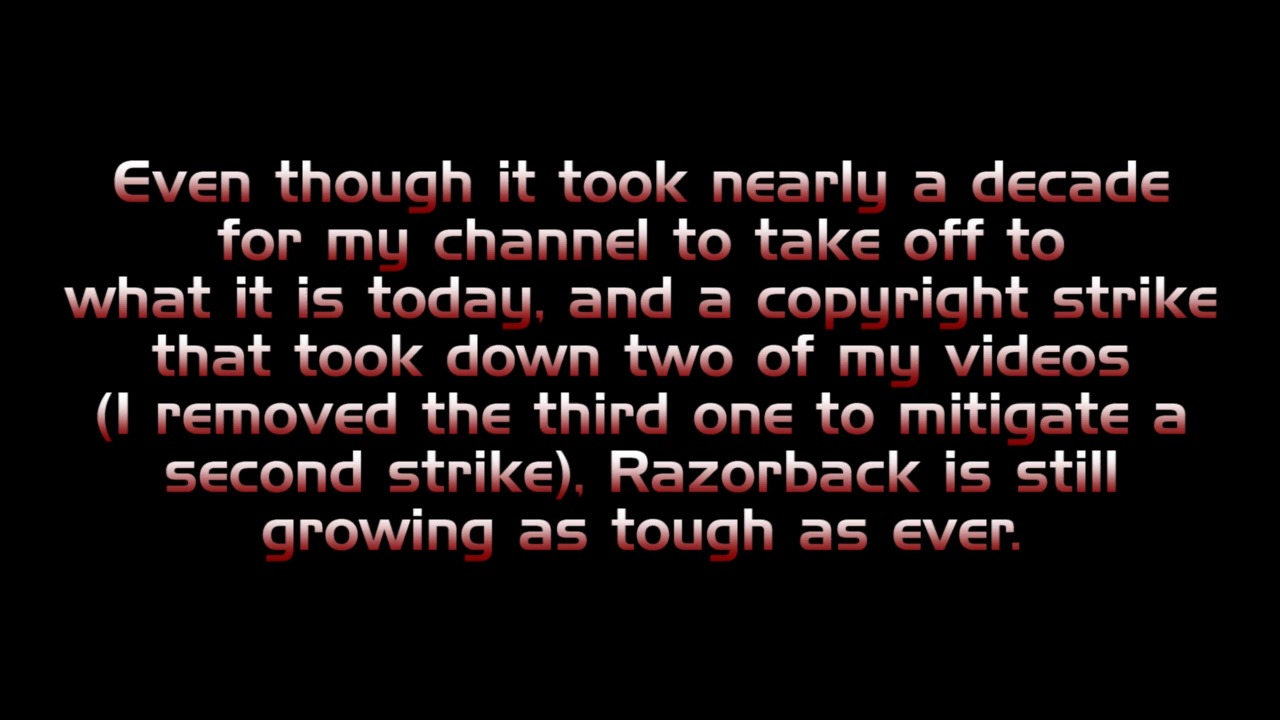 Even though it took nearly a decade
for my channel to take off to
what it is today, and a copyright strike
that took down two of my videos
(I removed the third one to mitigate a
second strike), Razorback is still
growing as tough as ever.